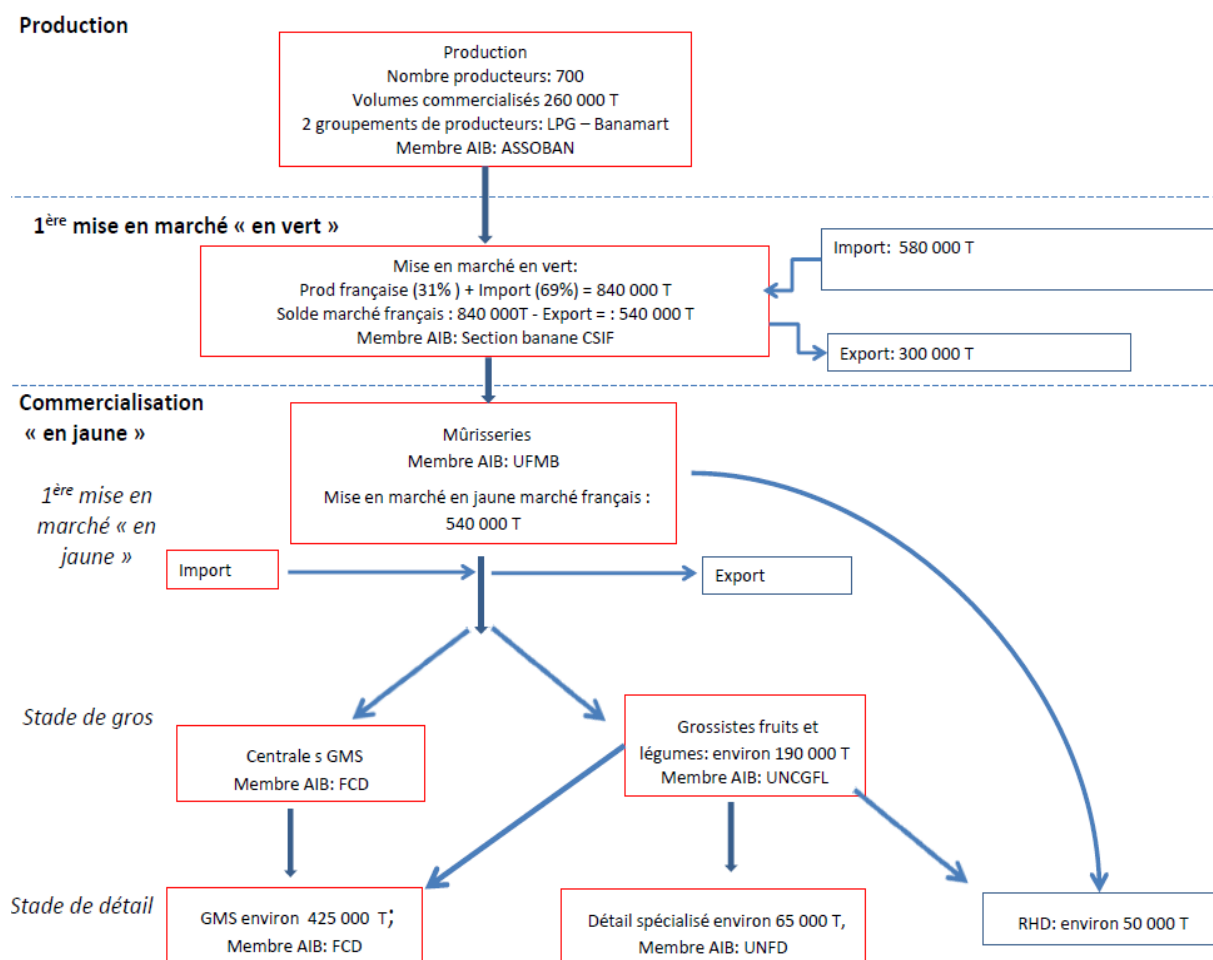 Production
Production
Nombre producteurs: 700
Volumes commercialisés 260 000 T
2 groupements de producteurs: LPG – Banamart
Membre AIB: ASSOBAN
1ère mise en marché « en vert »
Mise en marché en vert:
Prod française (31% ) + Import (69%) = 840 000 T
Solde marché français : 840 000T - Export = : 540 000 T
Membre AIB: Section banane CSIF
Import: 580 000 T
Export: 300 000 T
Commercialisation
« en jaune »
Mûrisseries
Membre AIB: UFMB
Mise en marché en jaune marché français :
540 000 T
1ère mise en
marché « en
jaune »
Import
Export
Stade de gros
Centrale s GMS
Membre AIB: FCD
Grossistes fruits et
légumes: environ 190 000 T
Membre AIB: UNCGFL
Stade de détail
GMS environ 425 000 T;
Membre AIB: FCD
Détail spécialisé environ 65 000 T,
Membre AIB: UNFD
RHD: environ 50 000 T